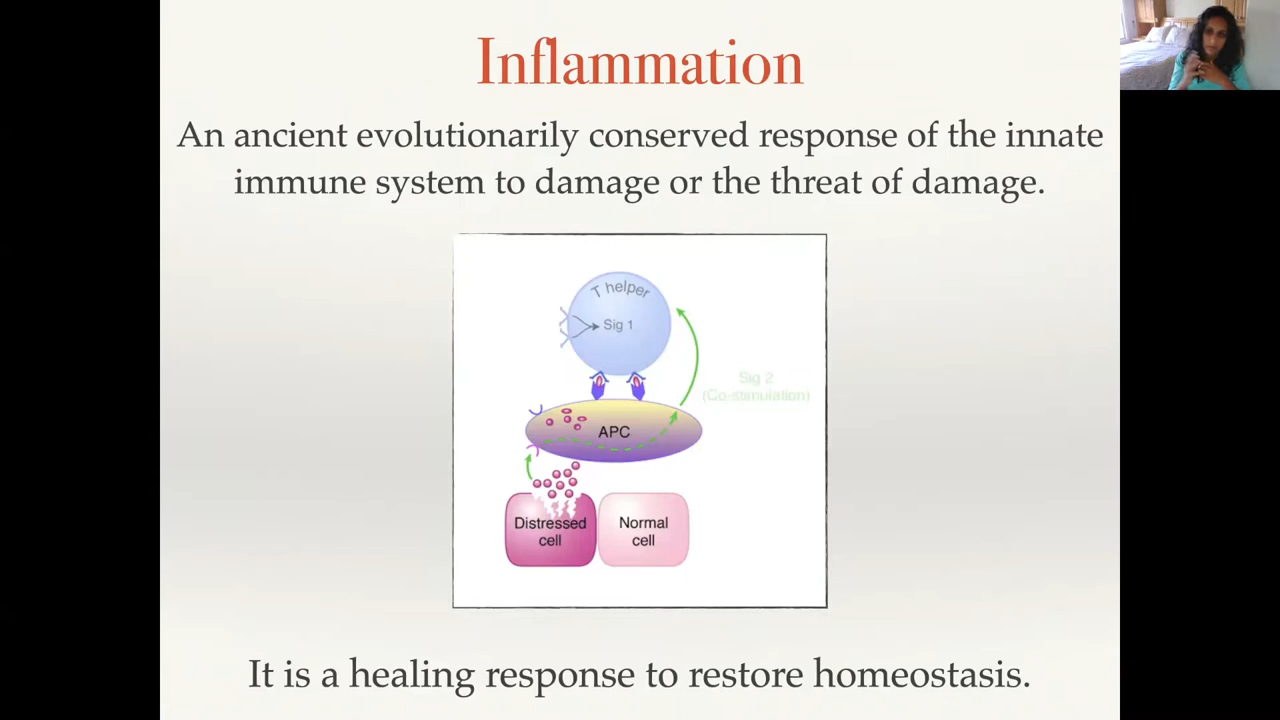 Inflammation
An ancient evolutionarily conserved response of the innate
immune system to damage or the threat of damage.
T helper
Sig 1
Sig 2
(Co-stimulation)
APC
Distressed
cell
Normal
cell
It is a healing response to restore homeostasis.